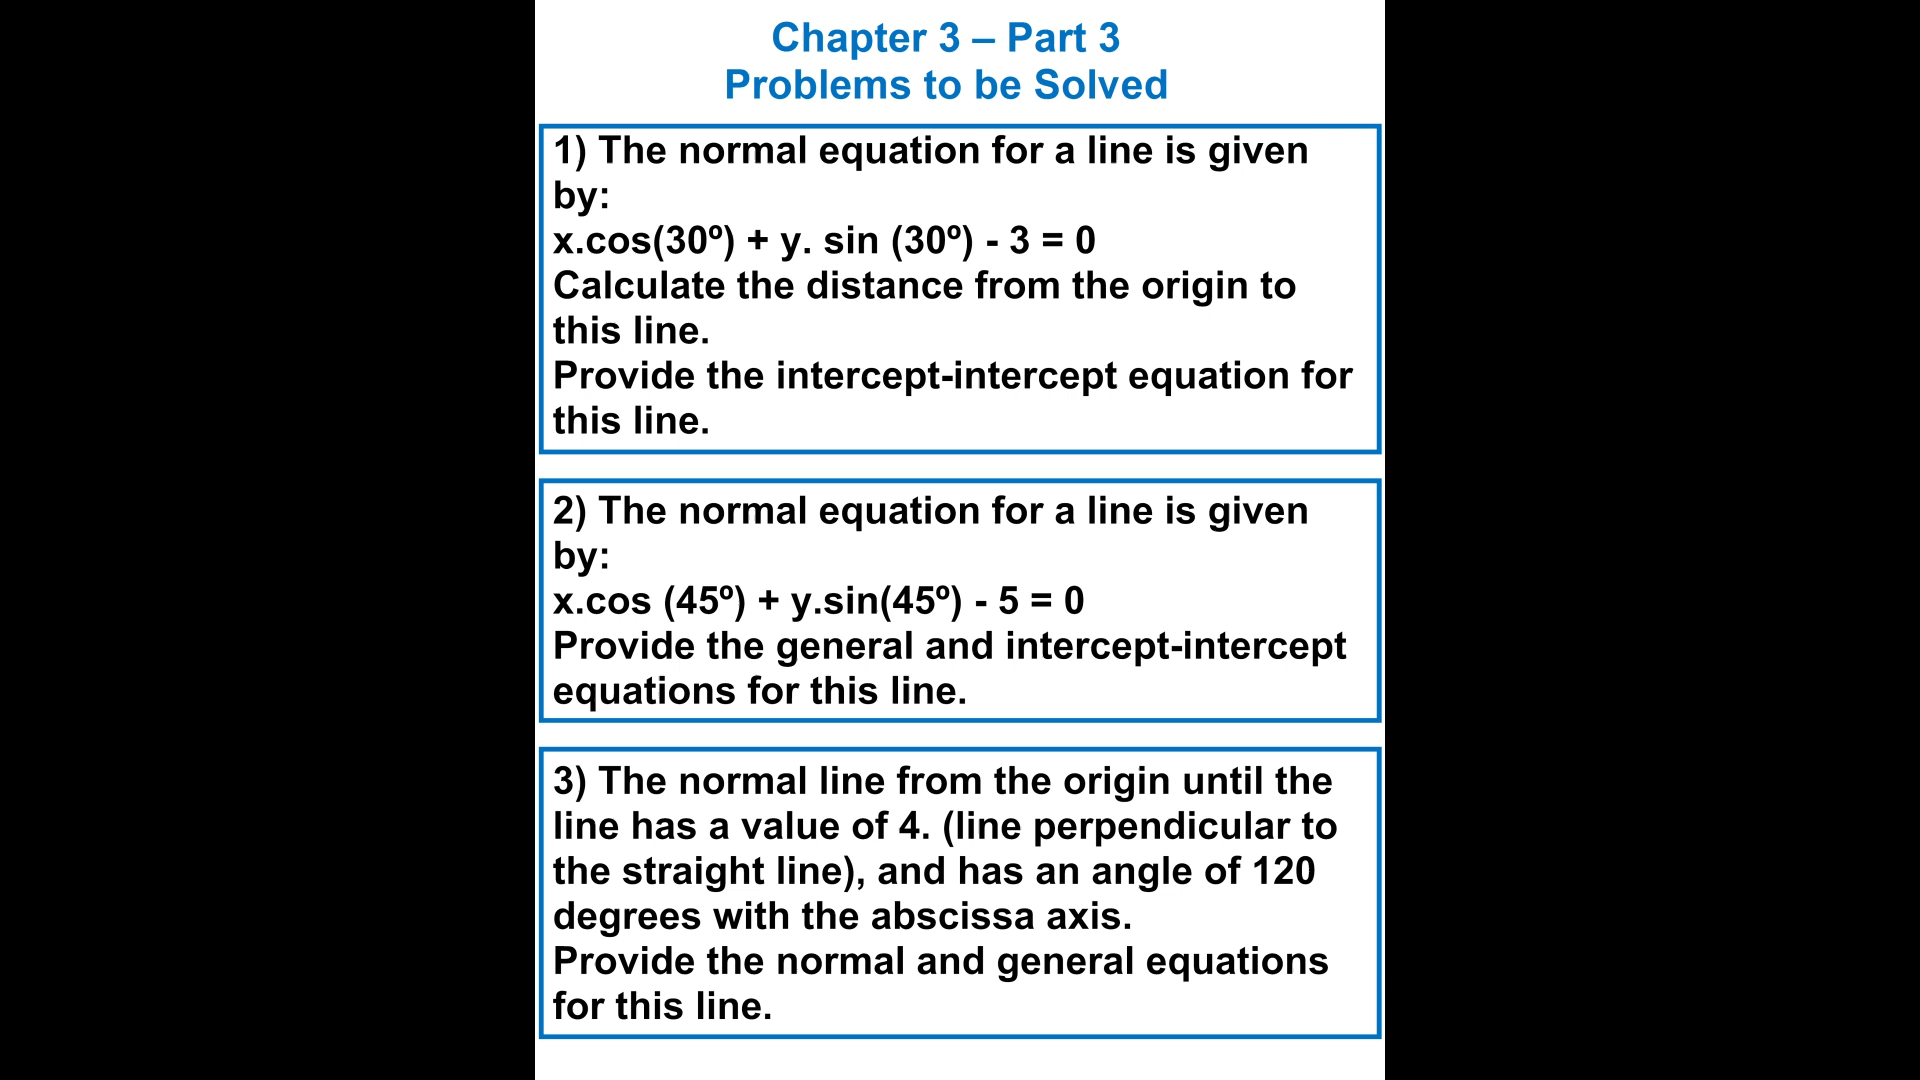 Chapter 3 – Part 3
Problems to be Solved
1) The normal equation for a line is given
by:
x.cos(30º) + y. sin (30º) - 3 = 0
Calculate the distance from the origin to
this line.
Provide the intercept-intercept equation for
this line.
2) The normal equation for a line is given
by:
x.cos (45º) + y.sin(45º) - 5 = 0
Provide the general and intercept-intercept
equations for this line.
3) The normal line from the origin until the
line has a value of 4. (line perpendicular to
the straight line), and has an angle of 120
degrees with the abscissa axis.
Provide the normal and general equations
for this line.